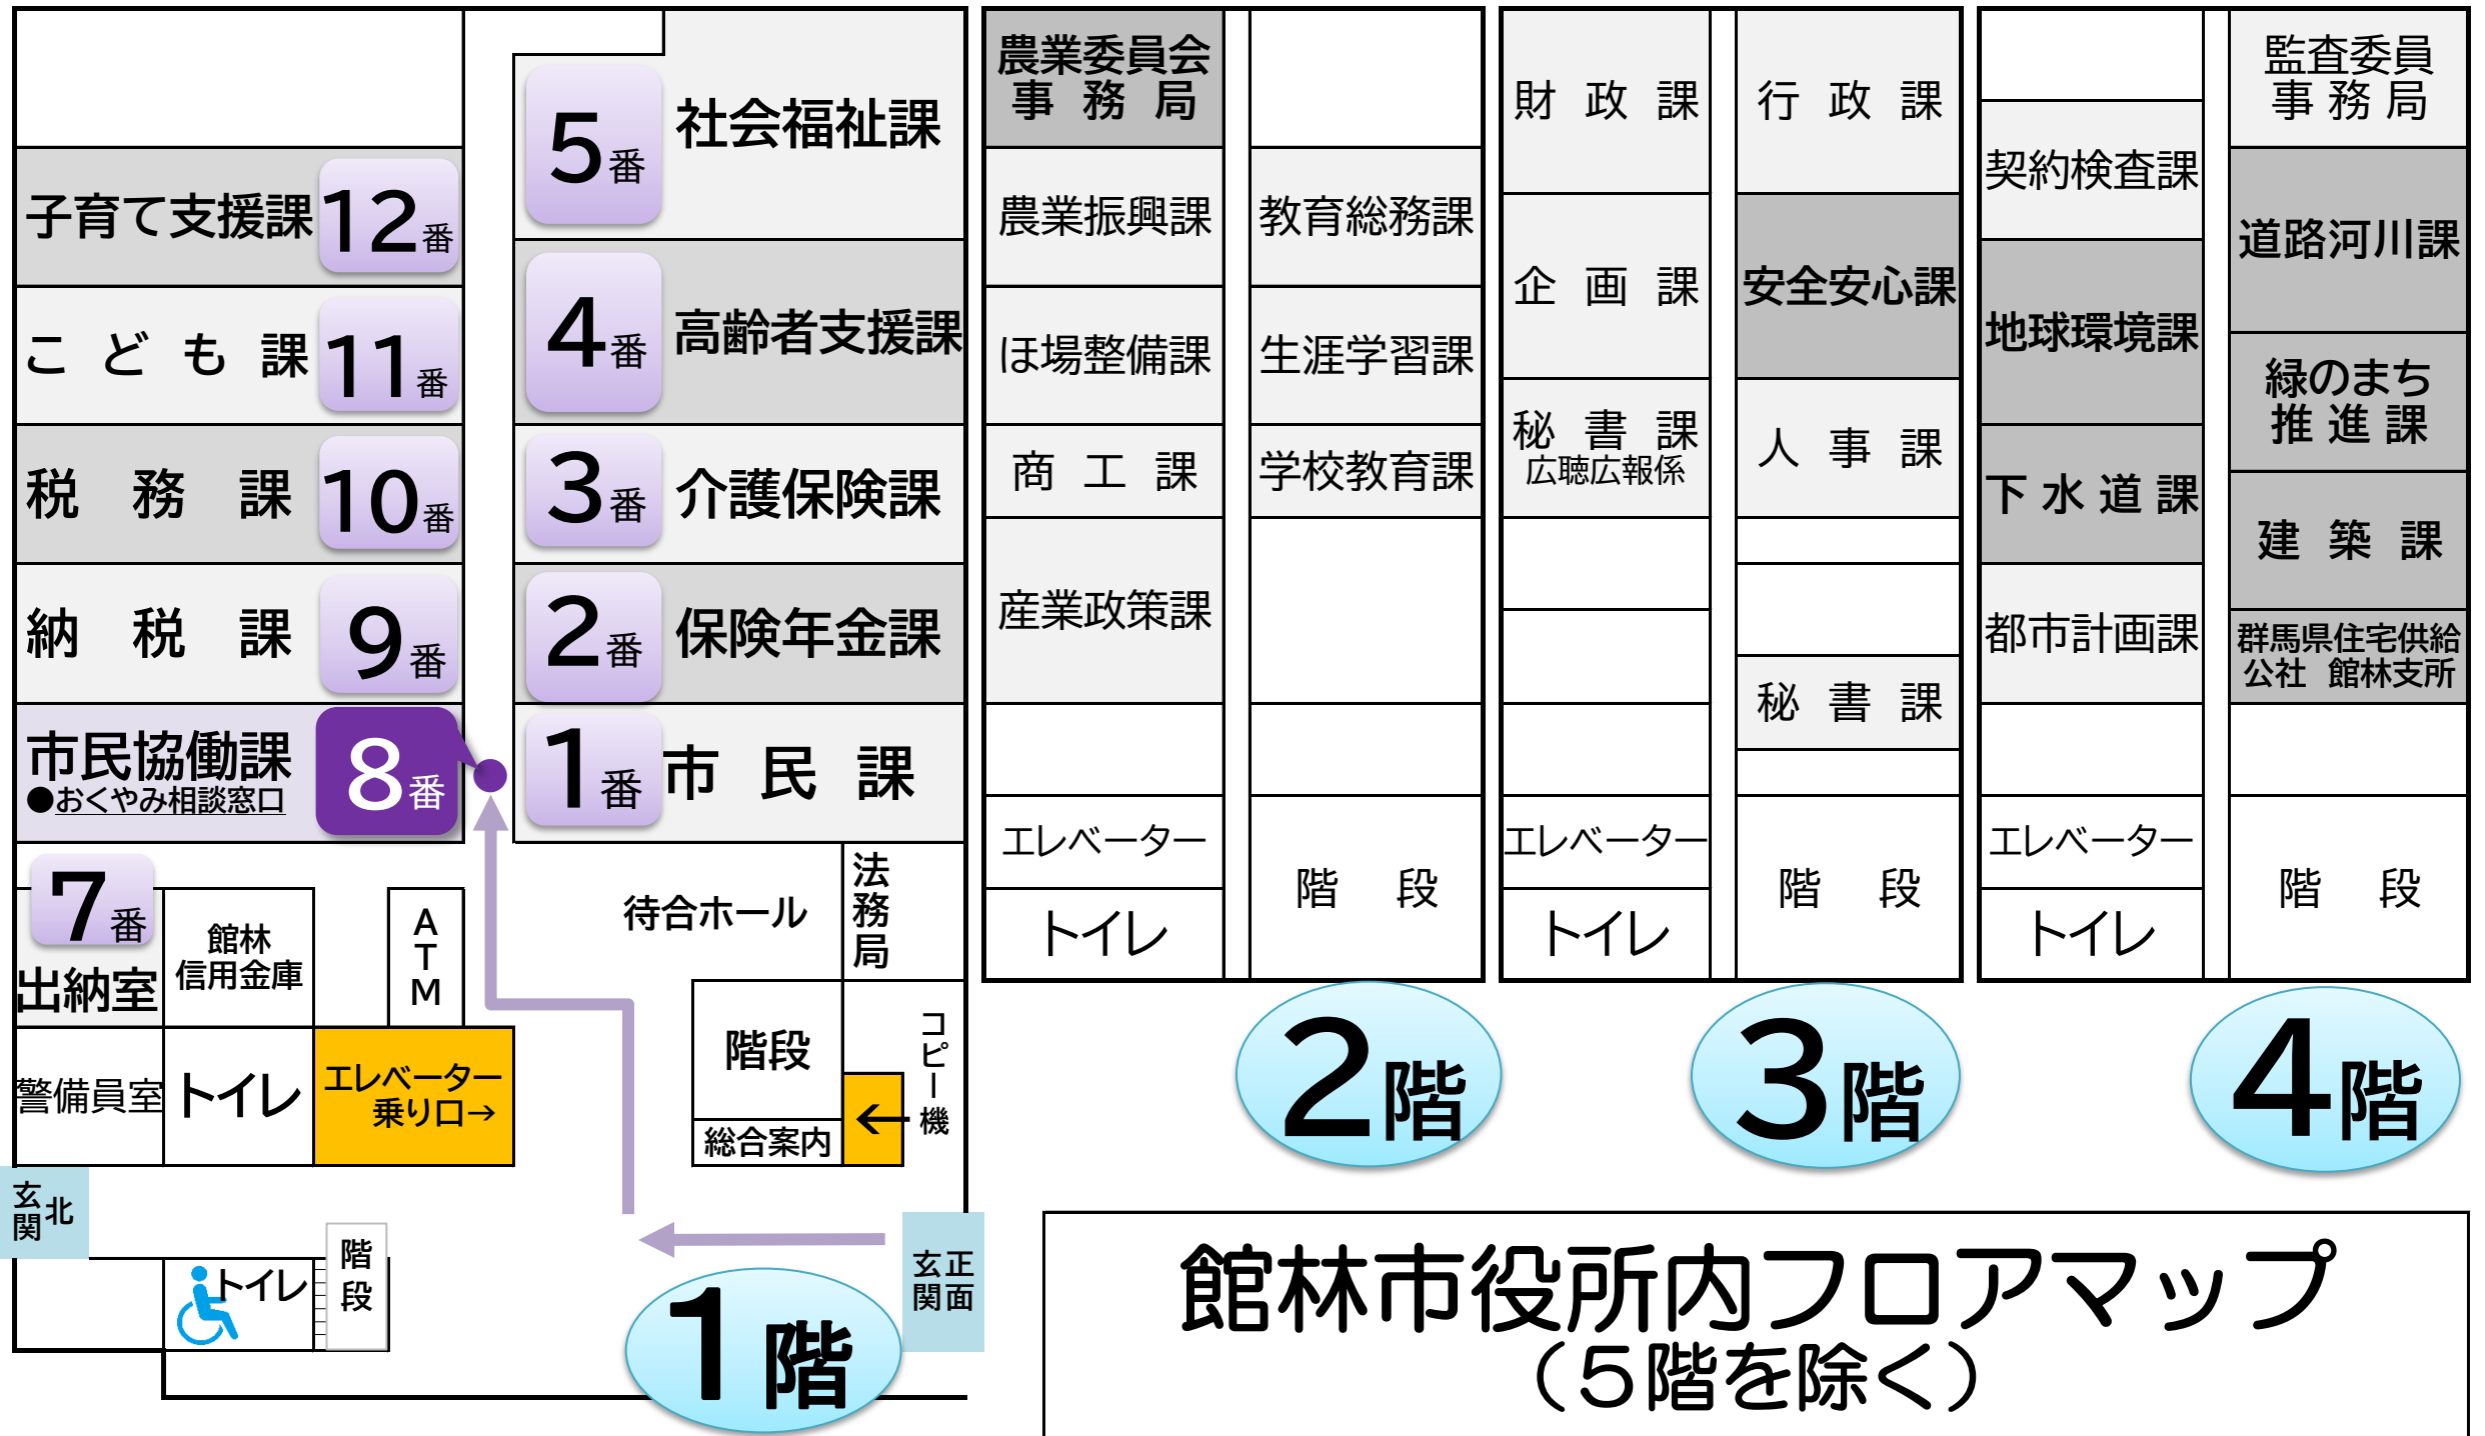 5番 社会福祉課
子育て支援課 12番
4番 高齢者支援課
こども課 11番
税務課 10番
3番 介護保険課
納税課 9番
2番 保険年金課
市民協働課 8番
●おくやみ相談窓口
1番 市民課
7番
出納室
館林
信用金庫
ATM
待合ホール
法務局
警備員室
トイレ
エレベーター
乗り口→
階段
総合案内
←
コピー機
北玄関
トイレ
階段
正面玄関
1階
農業委員会
事務局
農業振興課
教育総務課
ほ場整備課
生涯学習課
商工課
学校教育課
産業政策課
エレベーター
トイレ
階段
2階
財政課
行政課
企画課
安全安心課
秘書課
広聴広報係
人事課
秘書課
エレベーター
トイレ
階段
3階
監査委員
事務局
契約検査課
道路河川課
地球環境課
緑のまち
推進課
下水道課
建築課
都市計画課
群馬県住宅供給
公社 館林支所
エレベーター
トイレ
階段
4階
館林市役所内フロアマップ
（5階を除く）